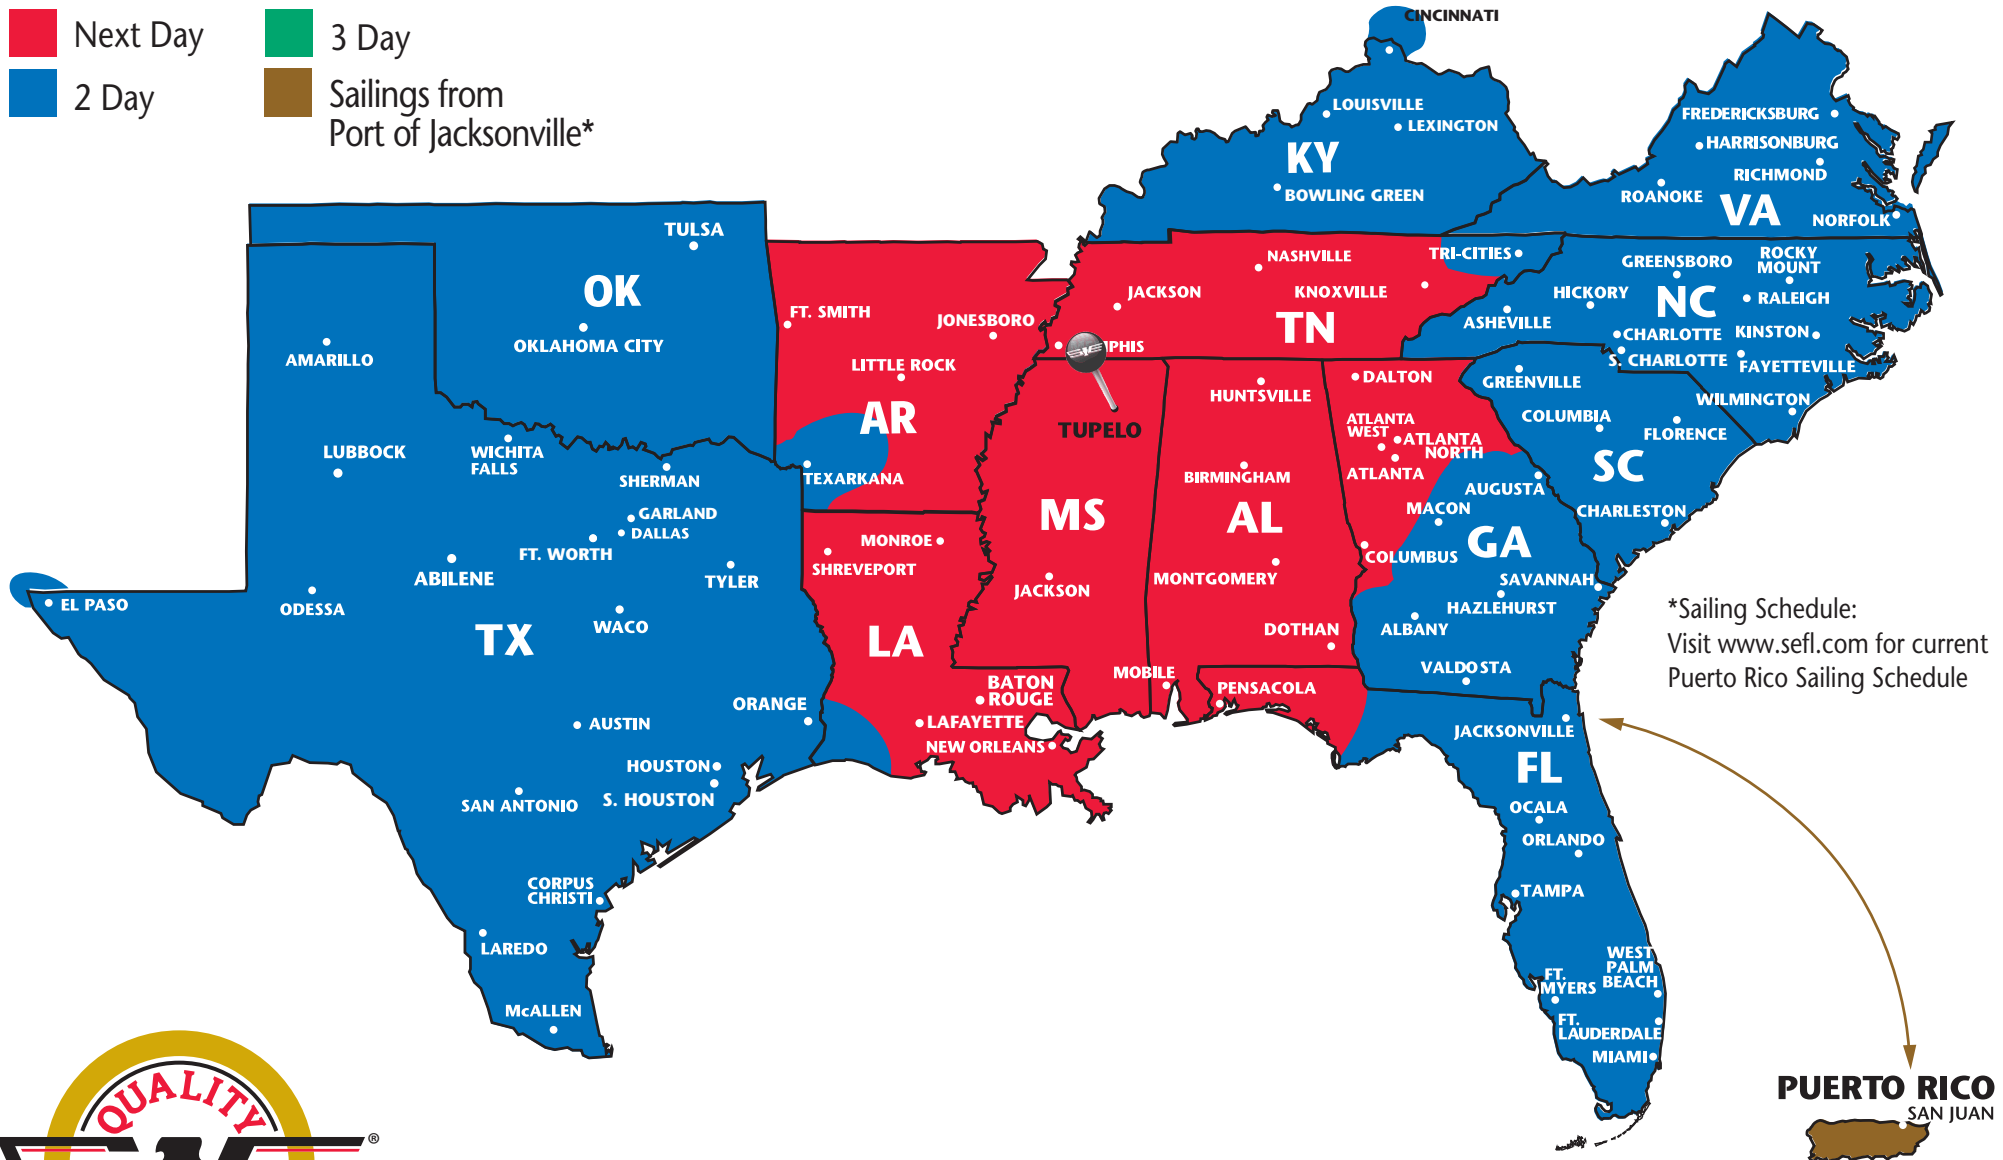 Next Day
3 Day
2 Day
Sailings from
Port of Jacksonville*
CINCINNATI
LOUISVILLE
LEXINGTON
KY
BOWLING GREEN
FREDERICKSBURG
HARRISONBURG
RICHMOND
ROANOKE
VA
NORFOLK
TULSA
OK
OKLAHOMA CITY
AMARILLO
LUBBOCK
WICHITA
FALLS
SHERMAN
GARLAND
DALLAS
FT. WORTH
ABILENE
TYLER
EL PASO
ODESSA
WACO
TX
ORANGE
AUSTIN
HOUSTON
S. HOUSTON
SAN ANTONIO
CORPUS
CHRISTI
LAREDO
McALLEN
FT. SMITH
JONESBORO
LITTLE ROCK
AR
TEXARKANA
MONROE
SHREVEPORT
LA
BATON
ROUGE
LAFAYETTE
NEW ORLEANS
NASHVILLE
JACKSON
KNOXVILLE
TRI-CITIES
TN
PHIS
TUPELO
MS
JACKSON
HUNTSVILLE
BIRMINGHAM
AL
MONTGOMERY
DOTHAN
MOBILE
PENSACOLA
DALTON
ATLANTA
WEST
ATLANTA
NORTH
ATLANTA
AUGUSTA
MACON
COLUMBUS
GA
SAVANNAH
HAZLEHURST
ALBANY
VALDOSTA
GREENSBORO
ROCKY
MOUNT
HICKORY
NC
RALEIGH
ASHEVILLE
CHARLOTTE
KINSTON
S. CHARLOTTE
FAYETTEVILLE
WILMINGTON
GREENVILLE
COLUMBIA
FLORENCE
SC
CHARLESTON
JACKSONVILLE
FL
OCALA
ORLANDO
TAMPA
WEST
PALM
BEACH
FT.
MYERS
FT.
LAUDERDALE
MIAMI
*Sailing Schedule:
Visit www.sefl.com for current
Puerto Rico Sailing Schedule
PUERTO RICO
SAN JUAN
QUALITY
®